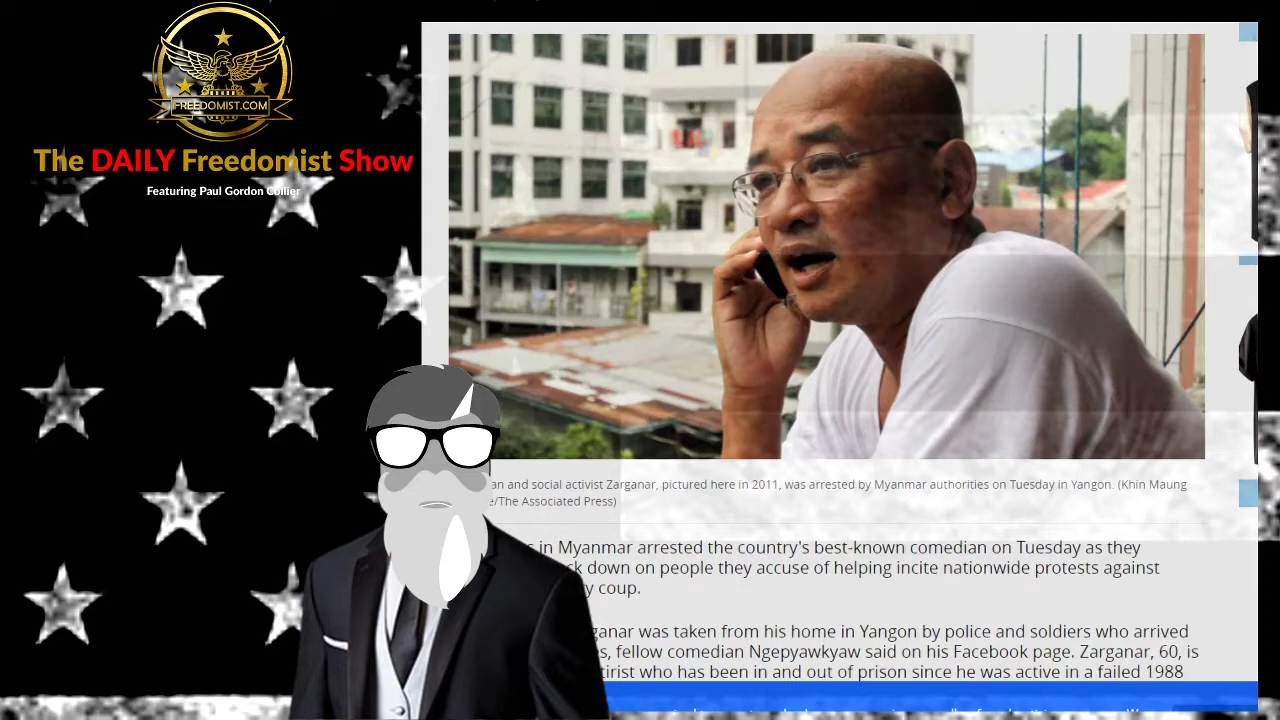 FREEDOMIST.COM
The DAILY Freedomist Show
Featuring Paul Gordon Collier
an and social activist Zarganar, pictured here in 2011, was arrested by Myanmar authorities on Tuesday in Yangon. (Khin Maung
e/The Associated Press)
s in Myanmar arrested the country's best-known comedian on Tuesday as they
ck down on people they accuse of helping incite nationwide protests against
y coup.
ganar was taken from his home in Yangon by police and soldiers who arrived
s, fellow comedian Ngepyawkyaw said on his Facebook page. Zarganar, 60, is
tirist who has been in and out of prison since he was active in a failed 1988